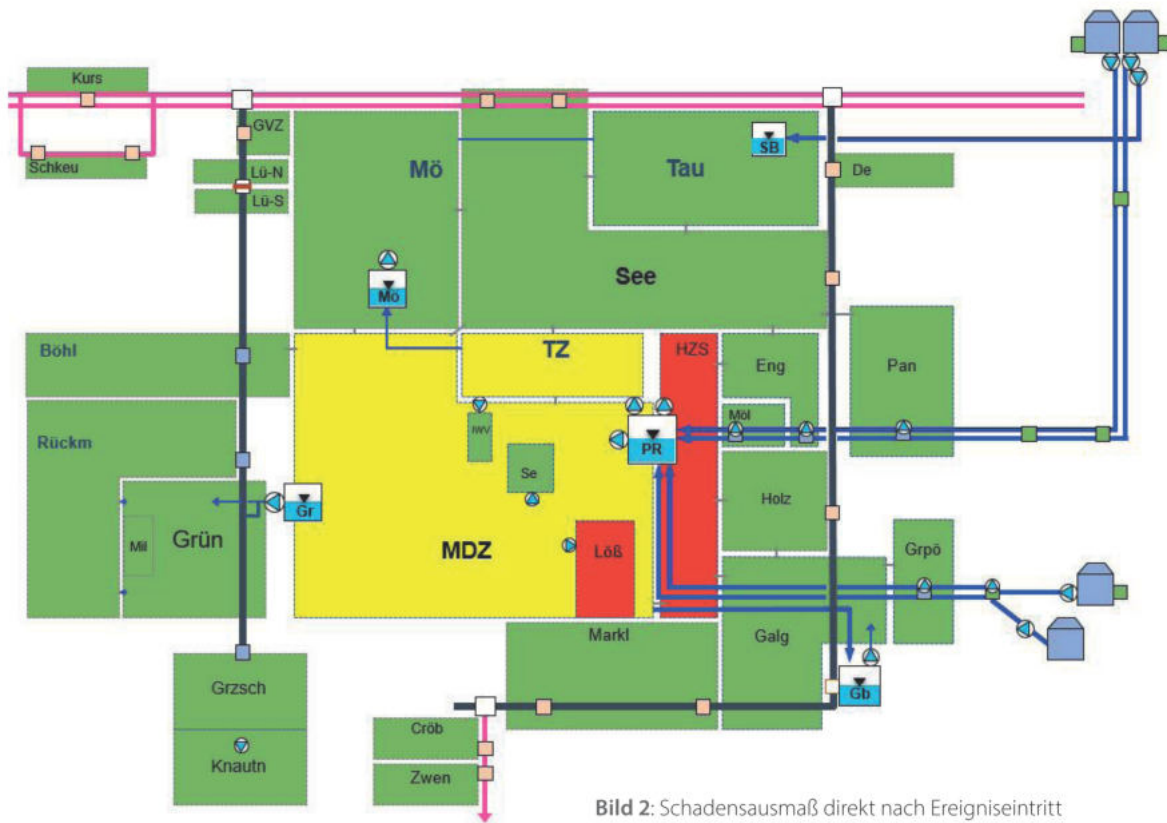 Kurs
GVZ
Schkeu
Lü-N
Lü-S
Mö
Tau
SB
De
See
Mö
Böhl
TZ
HZS
Eng
Pan
Möl
Rückm
IWV
PR
Se
Gr
Holz
Mil
Grün
MDZ
Löß
Grpö
Markl
Galg
Grzsch
Gb
Cröb
Knautn
Zwen
Bild 2: Schadensausmaß direkt nach Ereigniseintritt